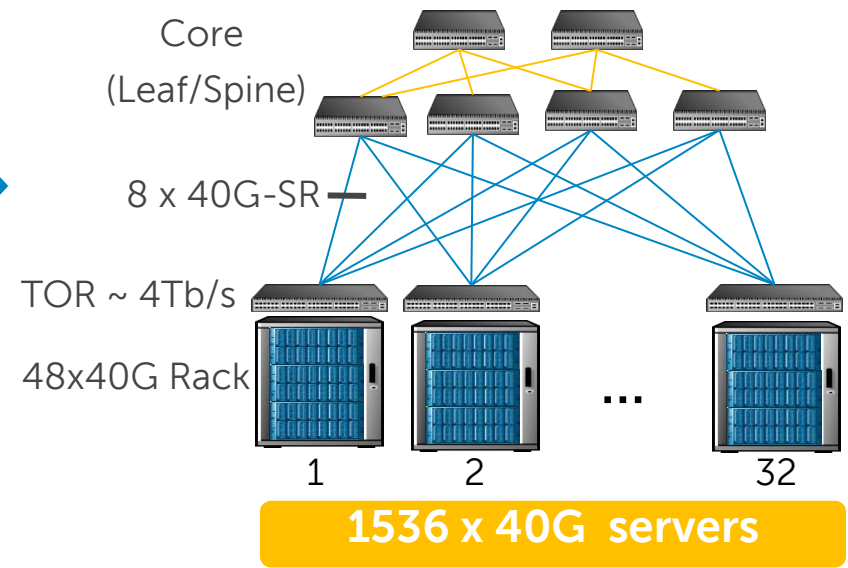 Core
(Leaf/Spine)
8 x 40G-SR
TOR ~ 4Tb/s
48x40G Rack
...
1
2
32
1536 x 40G servers